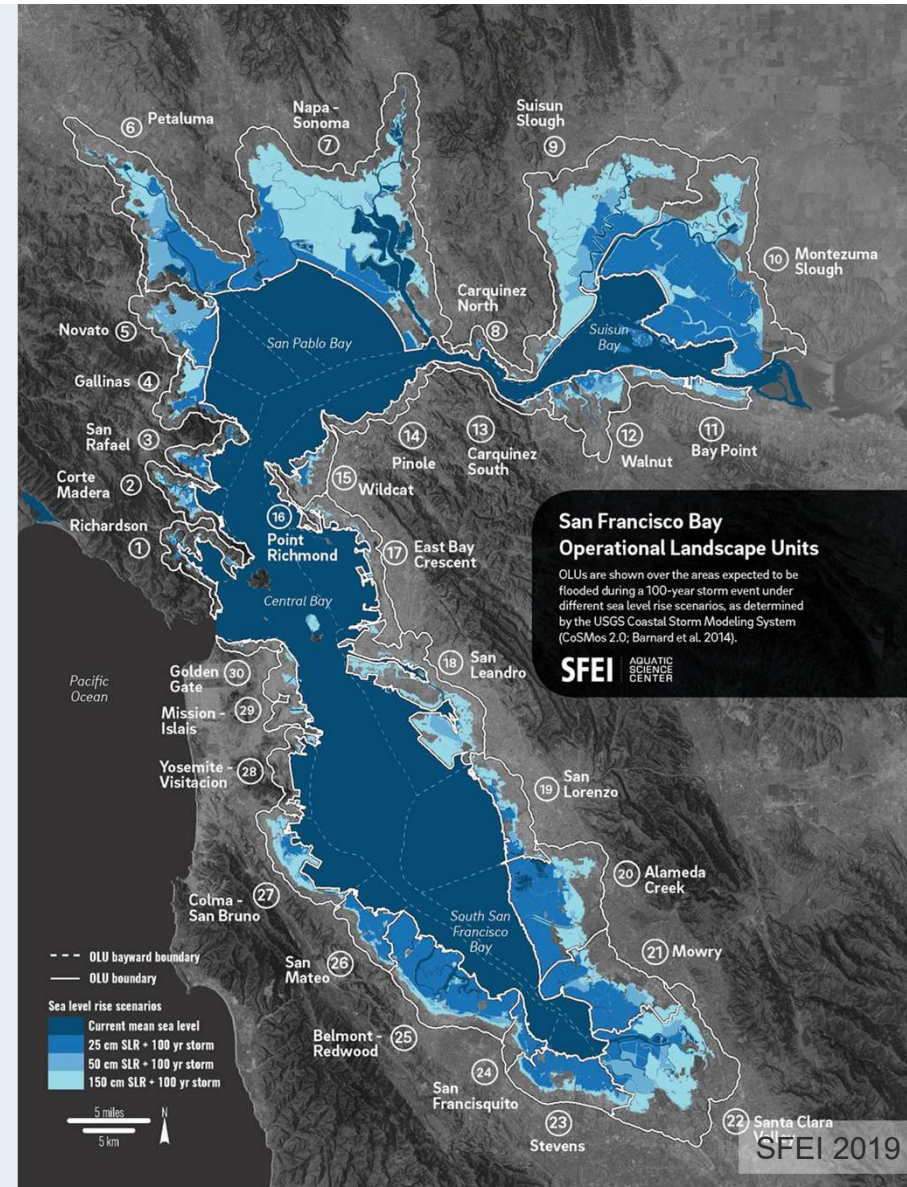 6 Petaluma
Napa -
Sonoma
7
Suisun
Slough
9
10 Montezuma
Slough
Carquinez
North
8
Novato
5
San Pablo Bay
Suisun
Bay
Gallinas 4
San
Rafael 3
Corte
Madera 2
Richardson
1
14
Pinole
13
Carquinez
South
12
Walnut
11
Bay Point
15
Wildcat
16
Point
Richmond
17 East Bay
Crescent
Central Bay
San Francisco Bay
Operational Landscape Units
OLUs are shown over the areas expected to be
flooded during a 100-year storm event under
different sea level rise scenarios, as determined
by the USGS Coastal Storm Modeling System
(CoSMos 2.0; Barnard et al. 2014).
SFEI AQUATIC
SCIENCE
CENTER
Pacific
Ocean
Golden
Gate 30
Mission -
Islais 29
Yosemite -
Visitacion 28
18 San
Leandro
19 San
Lorenzo
20 Alameda
Creek
21 Mowry
Colma -
San Bruno 27
South San
Francisco
Bay
San
Mateo 26
Belmont -
Redwood 25
24
San
Francisquito
23
Stevens
22 Santa Clara
Valley
OLU bayward boundary
OLU boundary
Sea level rise scenarios
Current mean sea level
25 cm SLR + 100 yr storm
50 cm SLR + 100 yr storm
150 cm SLR + 100 yr storm
5 miles
5 km
N
SFEI 2019